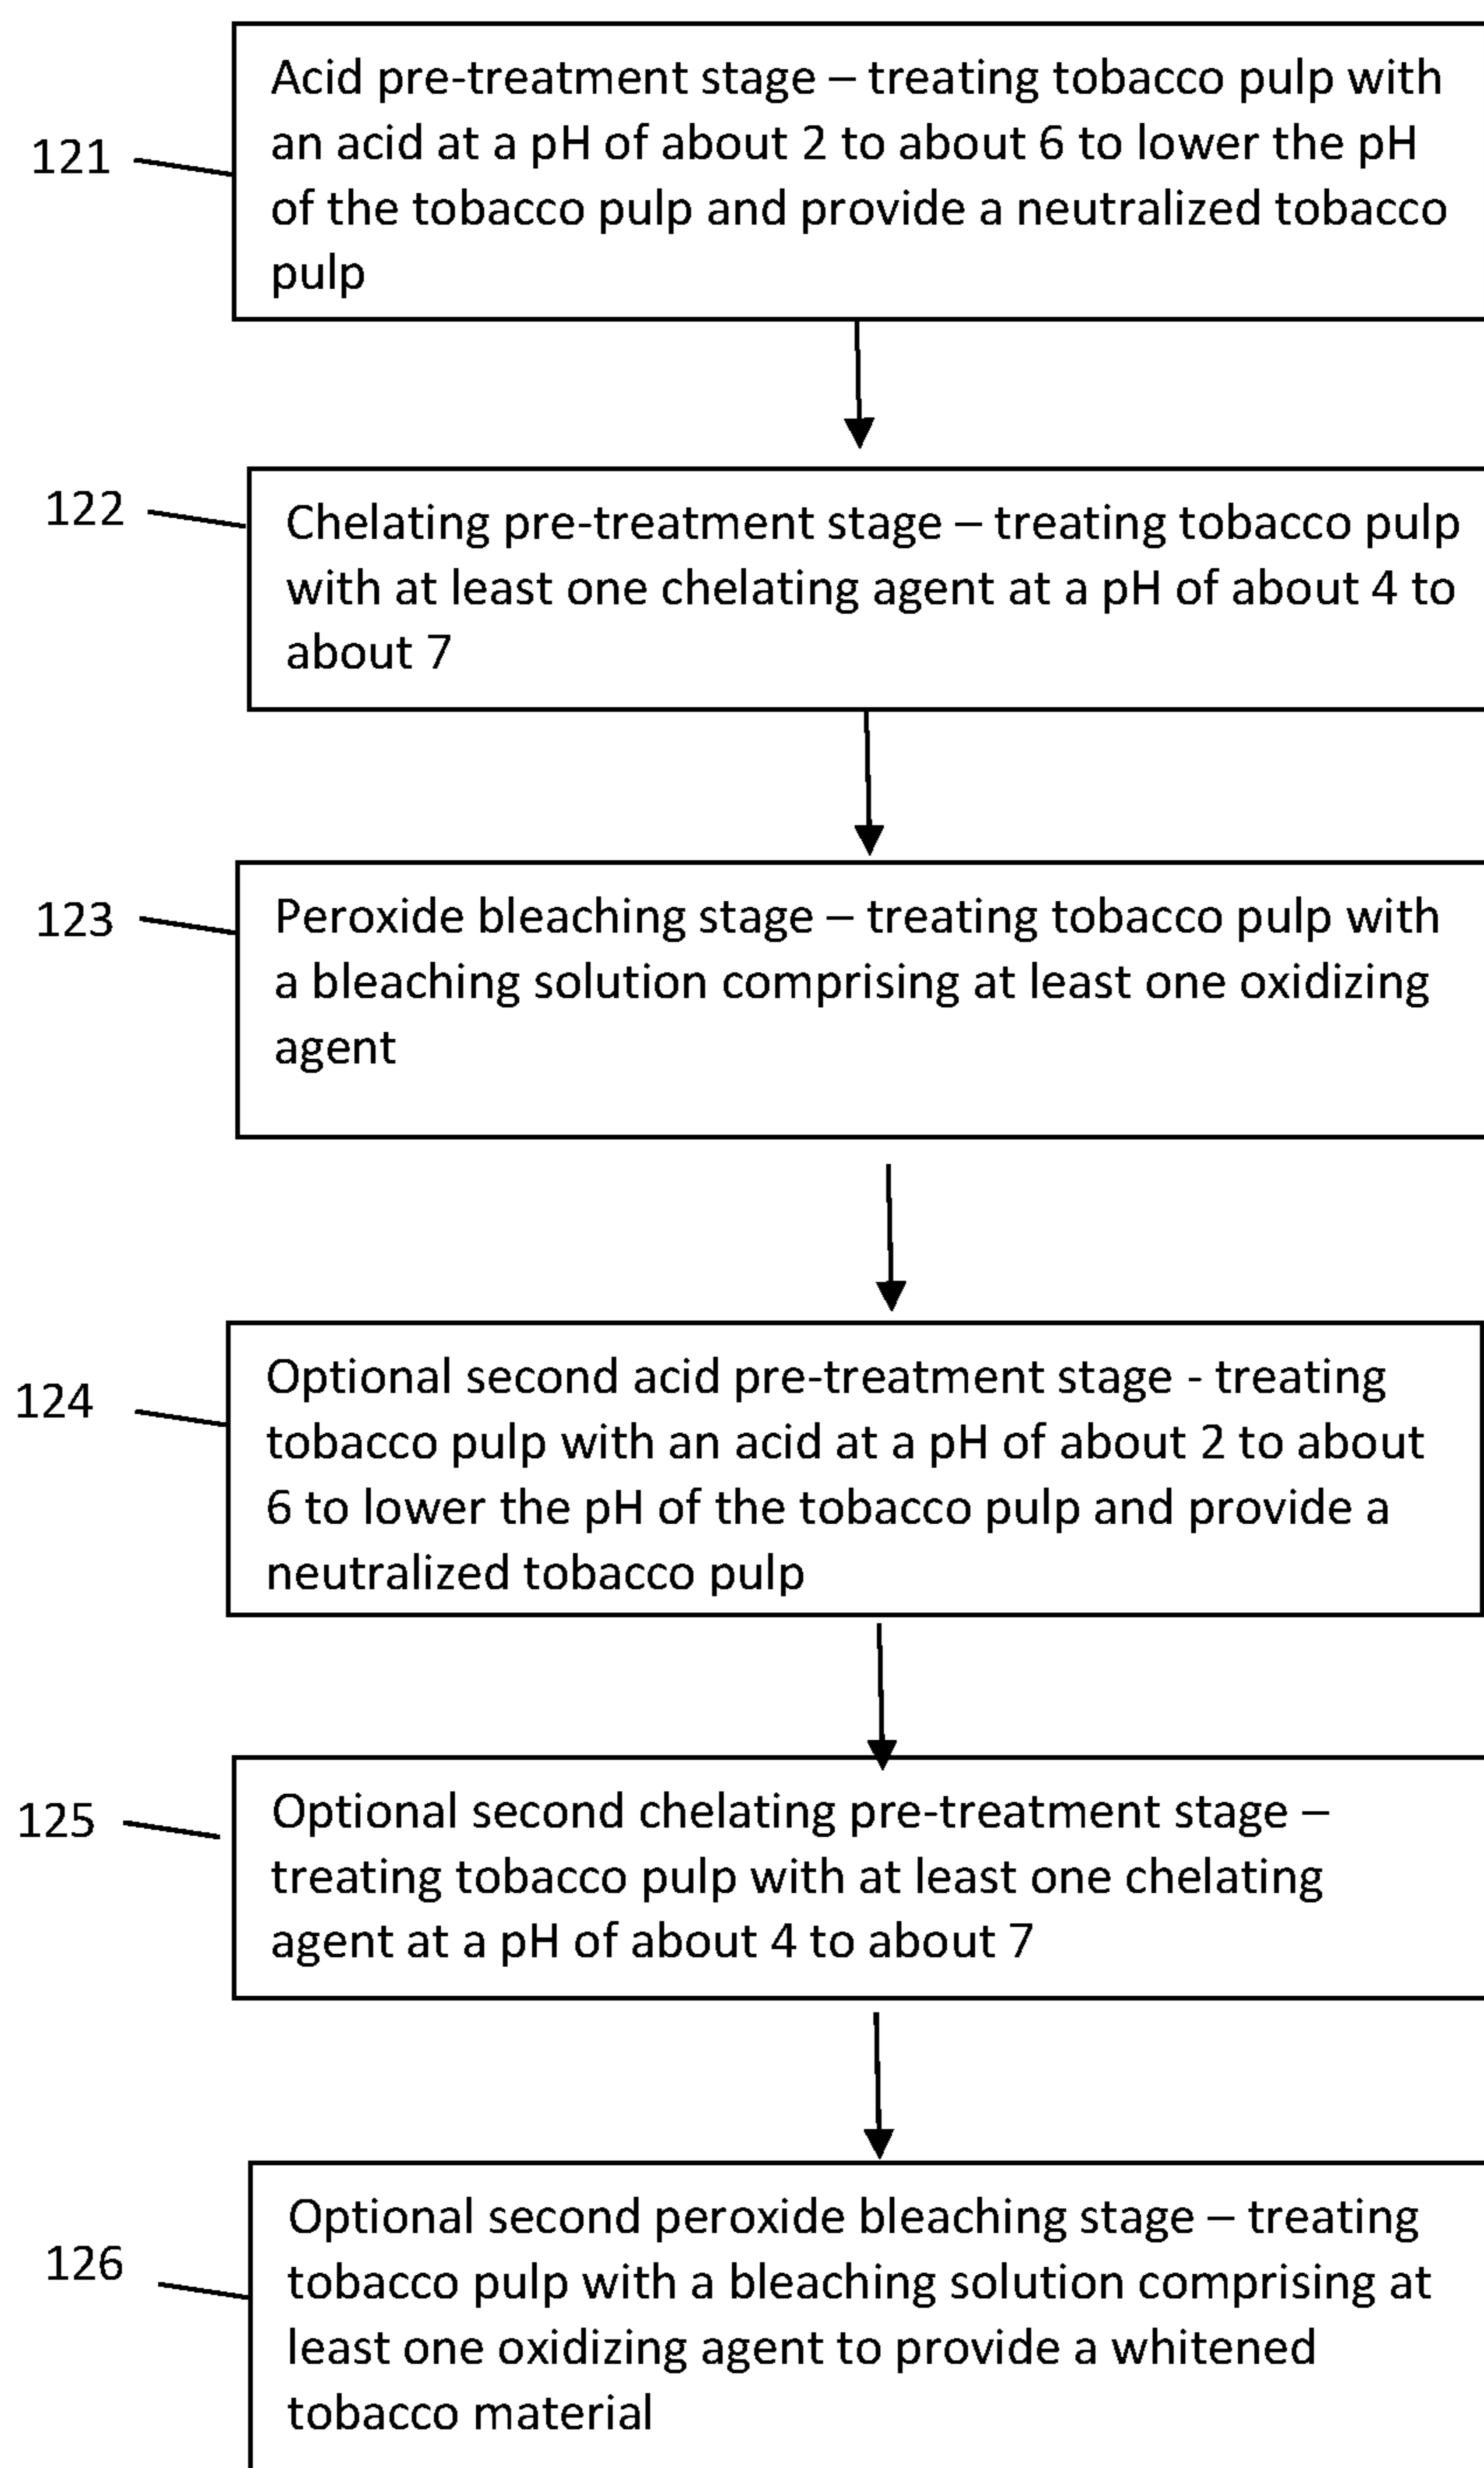 121
Acid pre-treatment stage – treating tobacco pulp with
an acid at a pH of about 2 to about 6 to lower the pH
of the tobacco pulp and provide a neutralized tobacco
pulp
122
Chelating pre-treatment stage – treating tobacco pulp
with at least one chelating agent at a pH of about 4 to
about 7
123
Peroxide bleaching stage – treating tobacco pulp with
a bleaching solution comprising at least one oxidizing
agent
124
Optional second acid pre-treatment stage - treating
tobacco pulp with an acid at a pH of about 2 to about
6 to lower the pH of the tobacco pulp and provide a
neutralized tobacco pulp
125
Optional second chelating pre-treatment stage –
treating tobacco pulp with at least one chelating
agent at a pH of about 4 to about 7
126
Optional second peroxide bleaching stage – treating
tobacco pulp with a bleaching solution comprising at
least one oxidizing agent to provide a whitened
tobacco material